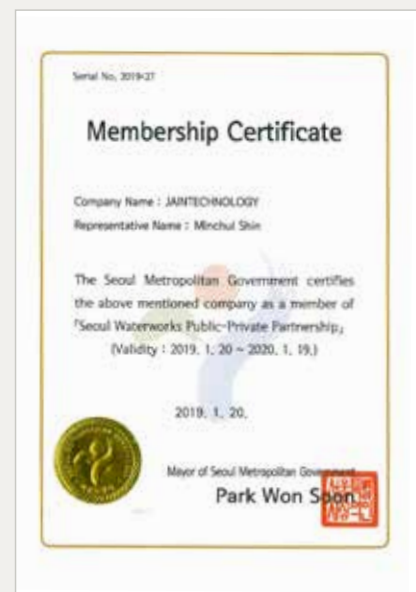 Serial No, 2019-27
Membership Certificate
Company Name : JAINTECHNOLOGY
Representative Name : Minchul Shin
The Seoul Metropolitan Government certifies
the above mentioned company as a member of
「Seoul Waterworks Public-Private Partnership」
(Validity : 2019. 1. 20 ~ 2020. 1. 19.)
2019. 1. 20.
Mayor of Seoul Metropolitan Government
Park Won Soon